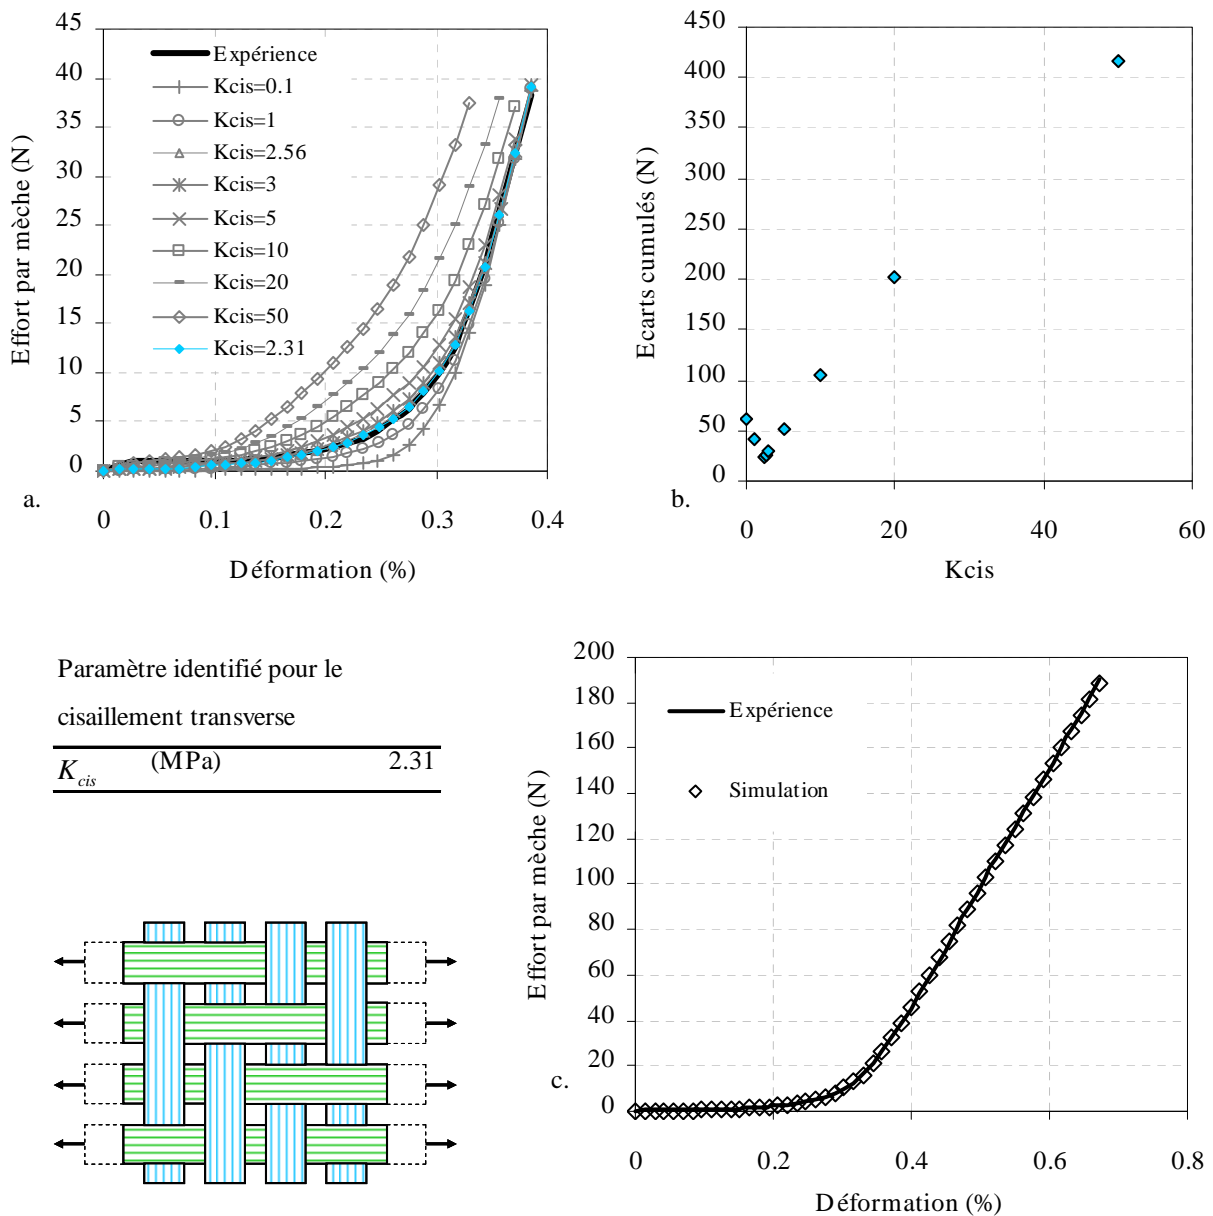 45
40
35
30
25
20
15
10
5
0
Effort par mèche (N)
Expérience
Kcis=0.1
Kcis=1
Kcis=2.56
Kcis=3
Kcis=5
Kcis=10
Kcis=20
Kcis=50
Kcis=2.31
a.
0 0.1 0.2 0.3 0.4
Déformation (%)
450
400
350
300
250
200
150
100
50
0
Ecarts cumulés (N)
b.
0 20 40 60
Kcis
Paramètre identifié pour le
cisaillement transverse
K_cis (MPa) 2.31
200
180
160
140
120
100
80
60
40
20
0
Effort par mèche (N)
Expérience
Simulation
c.
0 0.2 0.4 0.6 0.8
Déformation (%)